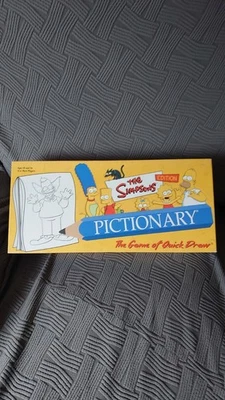 THE
SIMPSONS
EDITION
PICTIONARY
The Game of Quick Draw